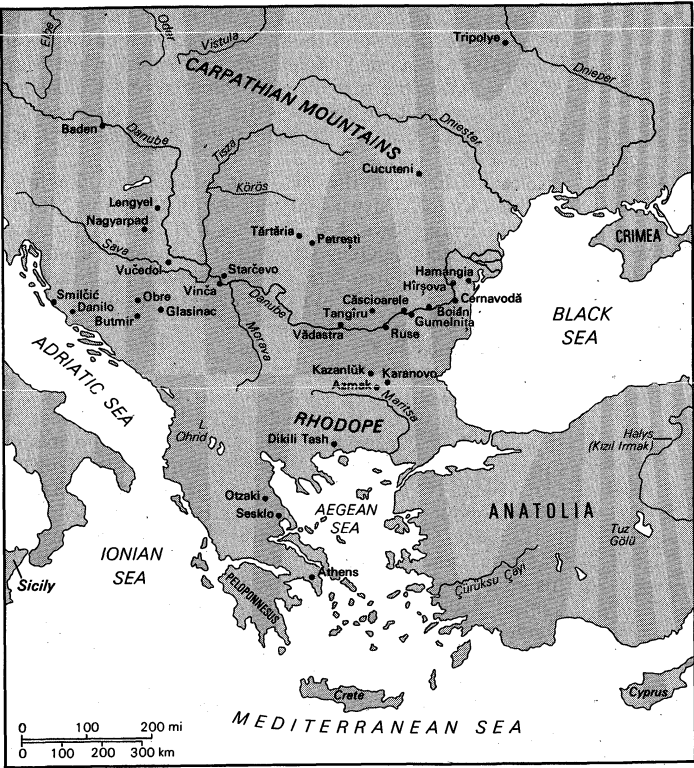 Elbe
Oder
Vistula
Tripolye
Dnieper
CARPATHIAN MOUNTAINS
Baden
Danube
Tisza
Dniester
Cucuteni
Körös
Lengyel
Nagyarpad
Tărtăria
Petreşti
CRIMEA
Sava
Vučedol
Starčevo
Vinča
Hamangia
Hîrşova
Cernavodă
Smilčić
Danilo
Obre
Butmir
Glasinac
Danube
Căscioarele
Tangîru
Boian
Gumelniţa
Vădastra
Ruse
BLACK
SEA
Morava
ADRIATIC SEA
Kazanlŭk
Karanovo
Azmak
Maritsa
L.
Ohrid
RHODOPE
Dikili Tash
Halys
(Kızıl Irmak)
Otzaki
Sesklo
AEGEAN
SEA
ANATOLIA
Tuz
Gölü
IONIAN
SEA
Sicily
Athens
PELOPONNESUS
Çürüksu Çayı
Crete
Cyprus
MEDITERRANEAN SEA
0 100 200 mi
0 100 200 300 km